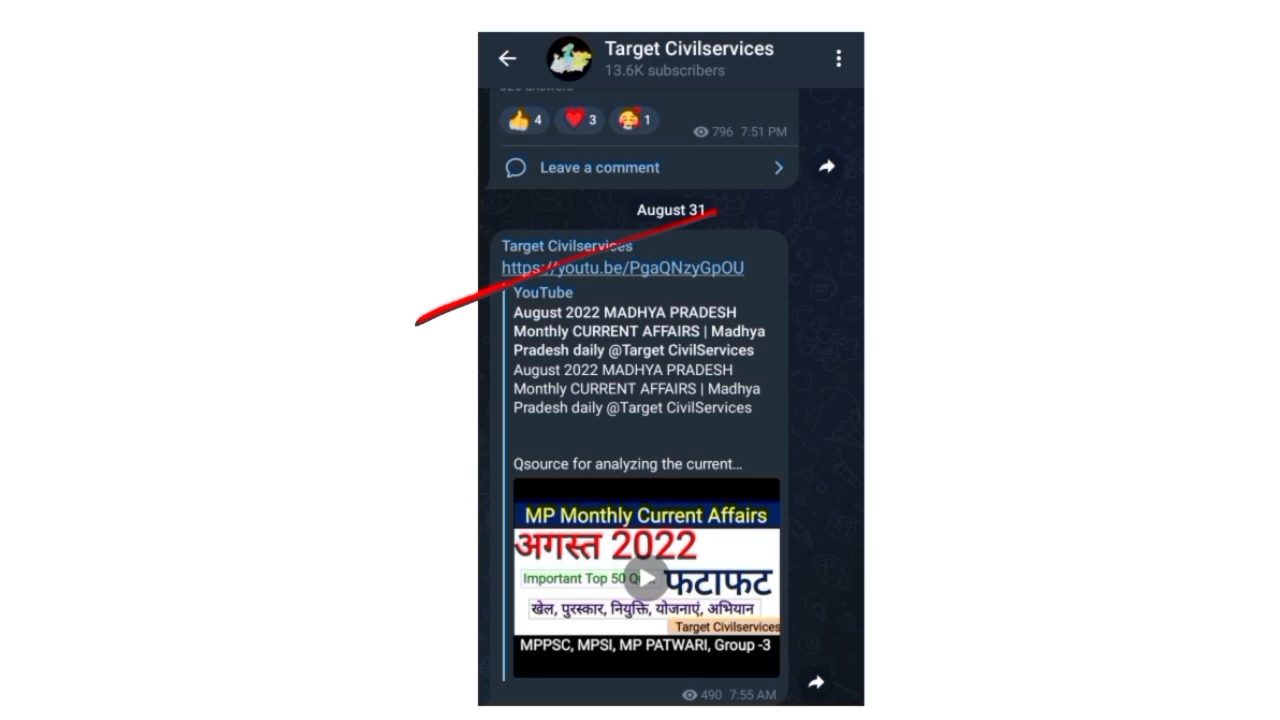 Target Civilservices
13.6K subscribers
4 3 1
796 7:51 PM
Leave a comment
August 31
Target Civilservices
https://youtu.be/PgaQNzyGpOU
YouTube
August 2022 MADHYA PRADESH
Monthly CURRENT AFFAIRS | Madhya
Pradesh daily @Target CivilServices
August 2022 MADHYA PRADESH
Monthly CURRENT AFFAIRS | Madhya
Pradesh daily @Target CivilServices
Qsource for analyzing the current...
MP Monthly Current Affairs
अगस्त 2022
Important Top 50
फटाफट
खेल, पुरस्कार, नियुक्ति, योजनाएं, अभियान
Target Civilservices
MPPSC, MPSI, MP PATWARI, Group -3
490 7:55 AM